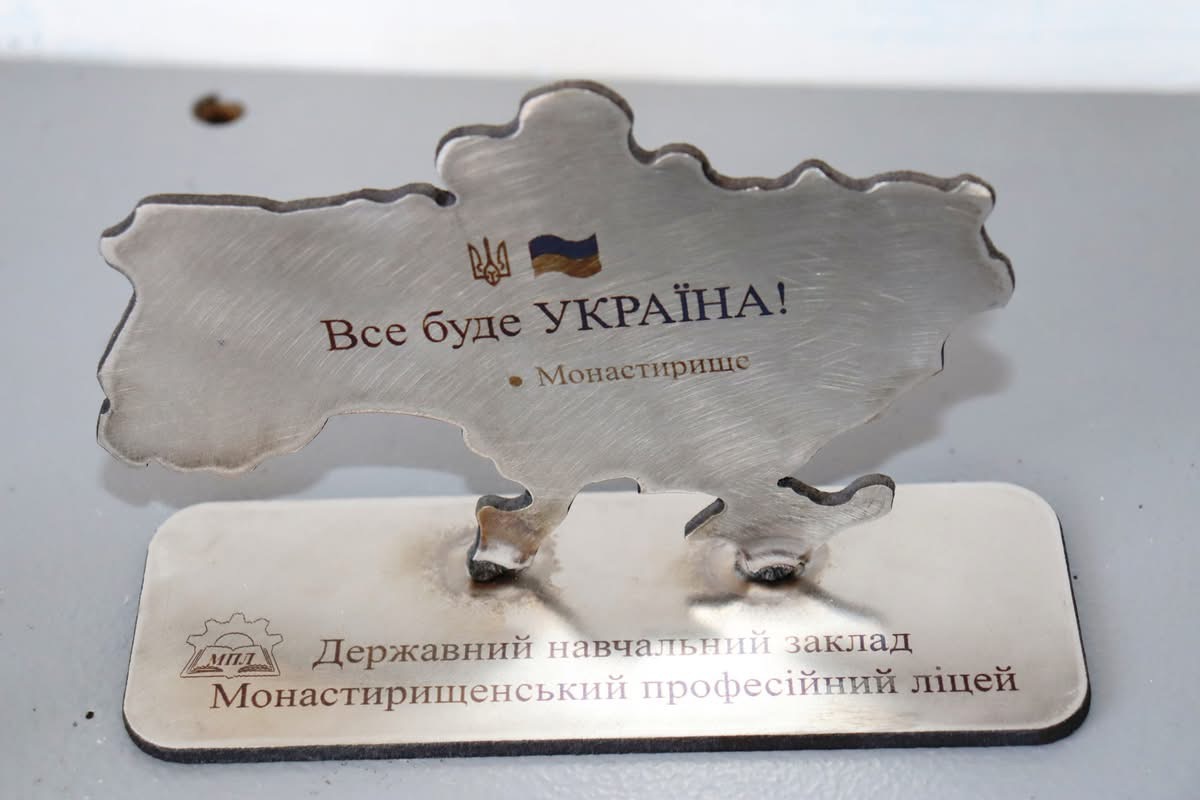 Все буде УКРАЇНА!
• Монастирище
МПЛ
Державний навчальний заклад
Монастирищенський професійний ліцей